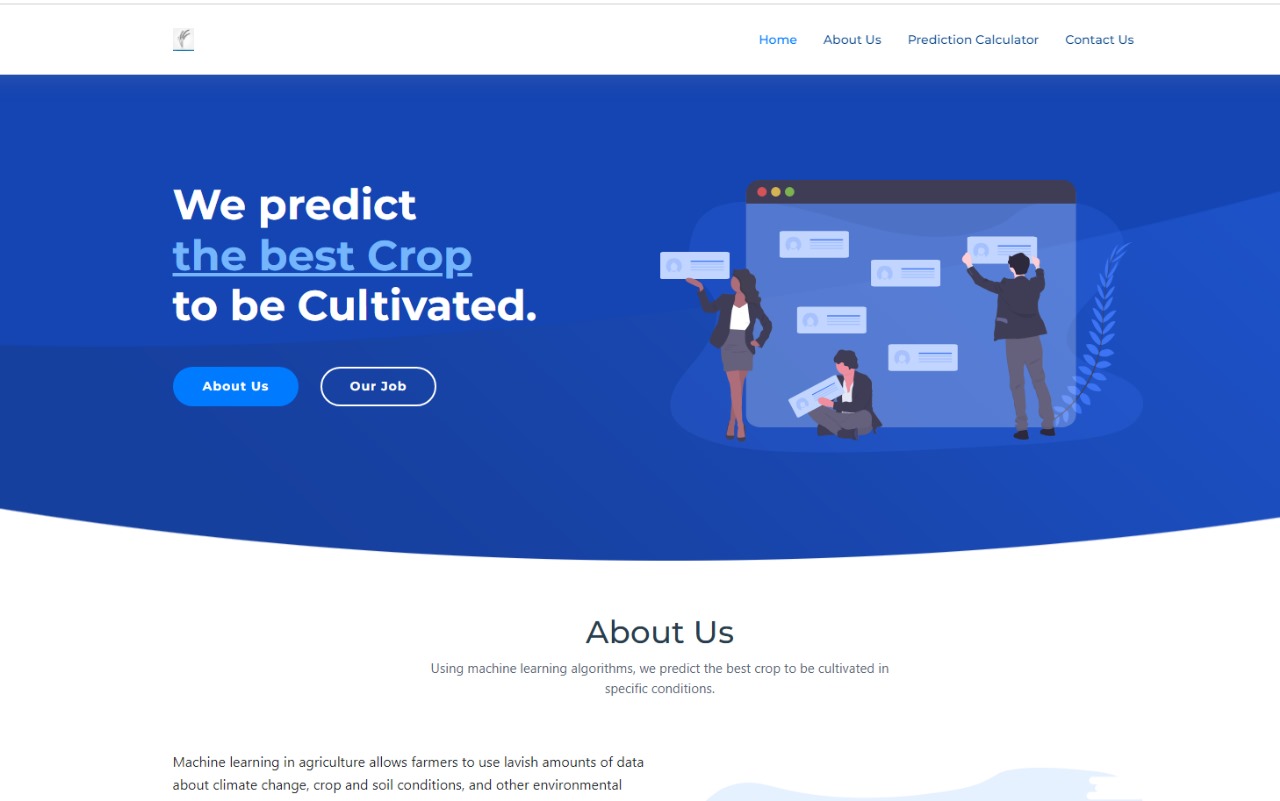 Home About Us Prediction Calculator Contact Us
We predict
the best Crop
to be Cultivated.
About Us Our Job
About Us
Using machine learning algorithms, we predict the best crop to be cultivated in
specific conditions.
Machine learning in agriculture allows farmers to use lavish amounts of data
about climate change, crop and soil conditions, and other environmental